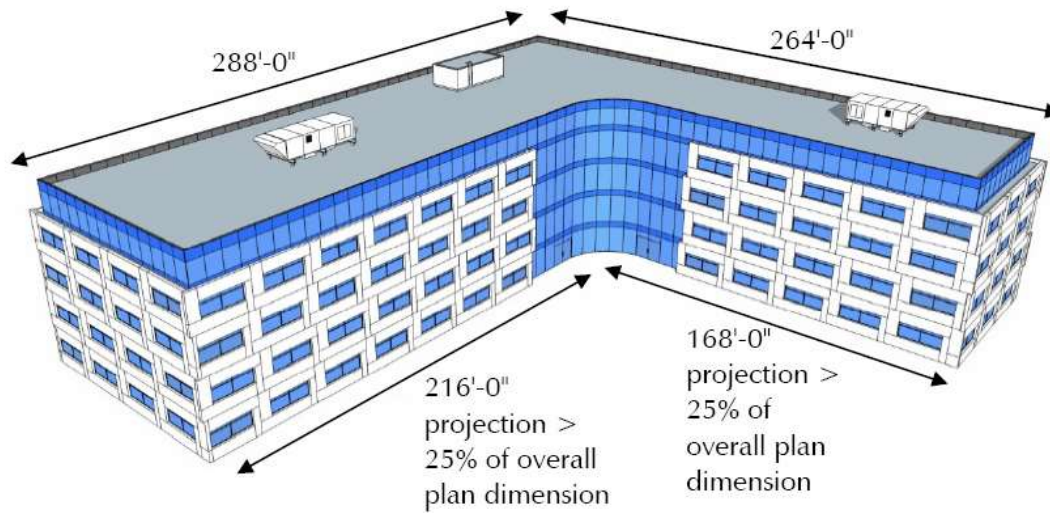 288'-0"
264'-0"
216'-0"
projection >
25% of overall
plan dimension
168'-0"
projection >
25% of
overall plan
dimension